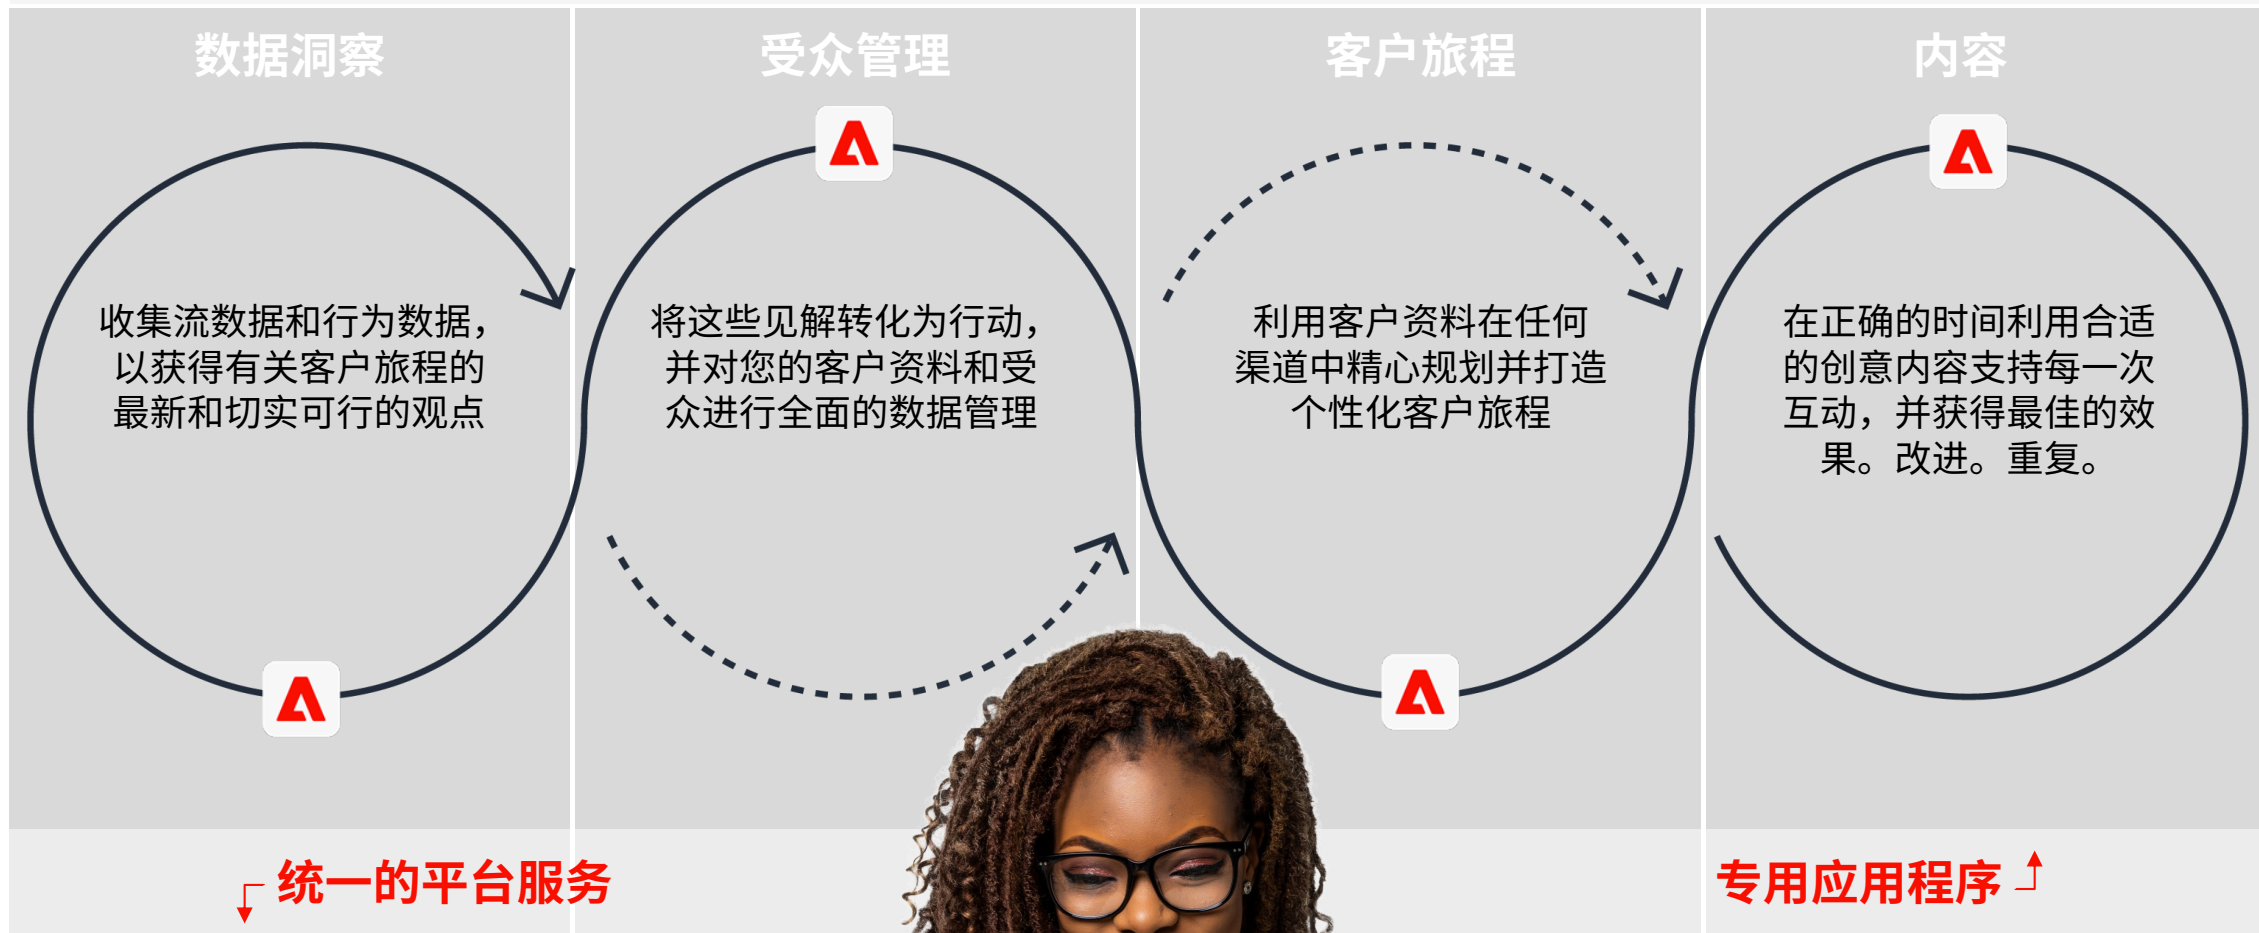 数据洞察
受众管理
客户旅程
内容
收集流数据和行为数据，
以获得有关客户旅程的
最新和切实可行的观点
将这些见解转化为行动，
并对您的客户资料和受
众进行全面的数据管理
利用客户资料在任何
渠道中精心规划并打造
个性化客户旅程
在正确的时间利用合适
的创意内容支持每一次
互动，并获得最佳的效
果。改进。重复。
统一的平台服务
专用应用程序